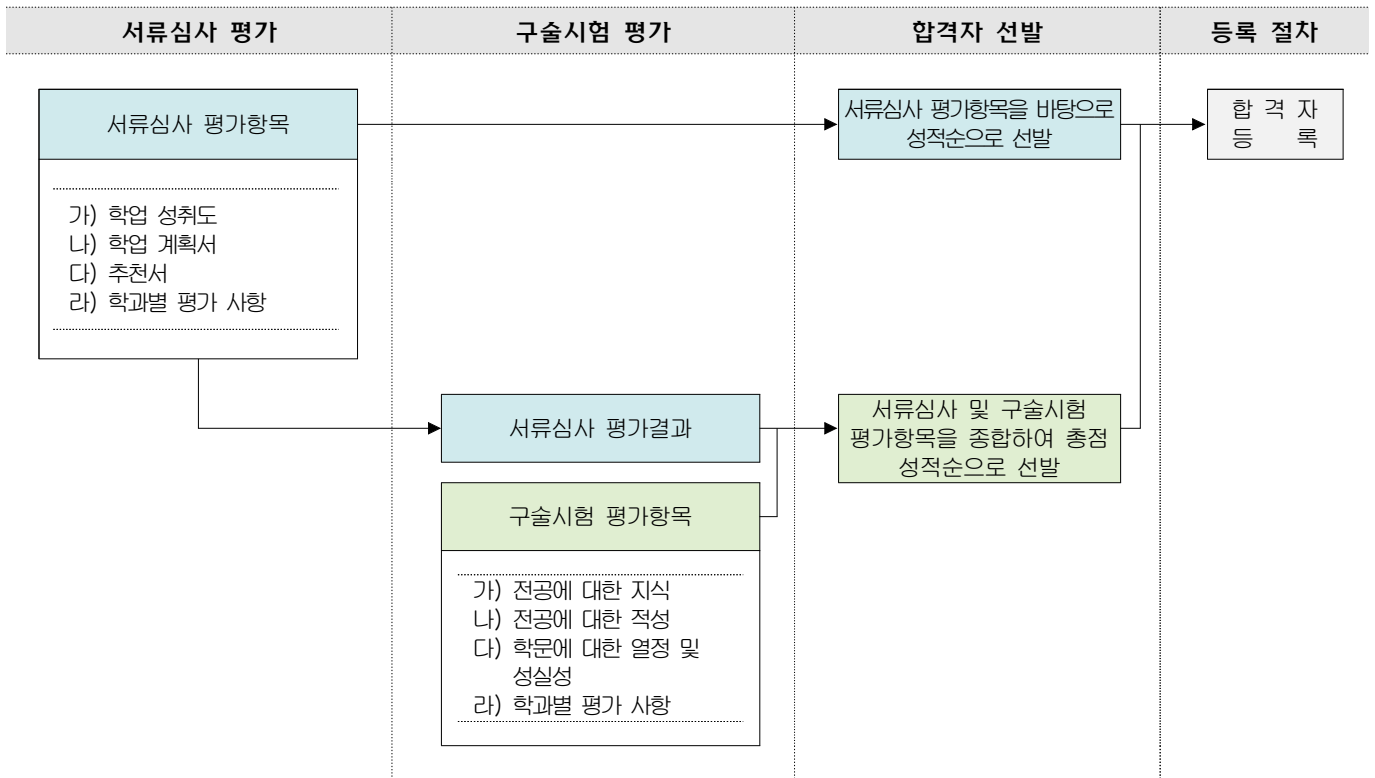 서류심사 평가
구술시험 평가
합격자 선발
등록 절차
서류심사 평가항목
가) 학업 성취도
나) 학업 계획서
다) 추천서
라) 학과별 평가 사항
서류심사 평가항목을 바탕으로
성적순으로 선발
합 격 자
등 록
서류심사 평가결과
구술시험 평가항목
가) 전공에 대한 지식
나) 전공에 대한 적성
다) 학문에 대한 열정 및
성실성
라) 학과별 평가 사항
서류심사 및 구술시험
평가항목을 종합하여 총점
성적순으로 선발